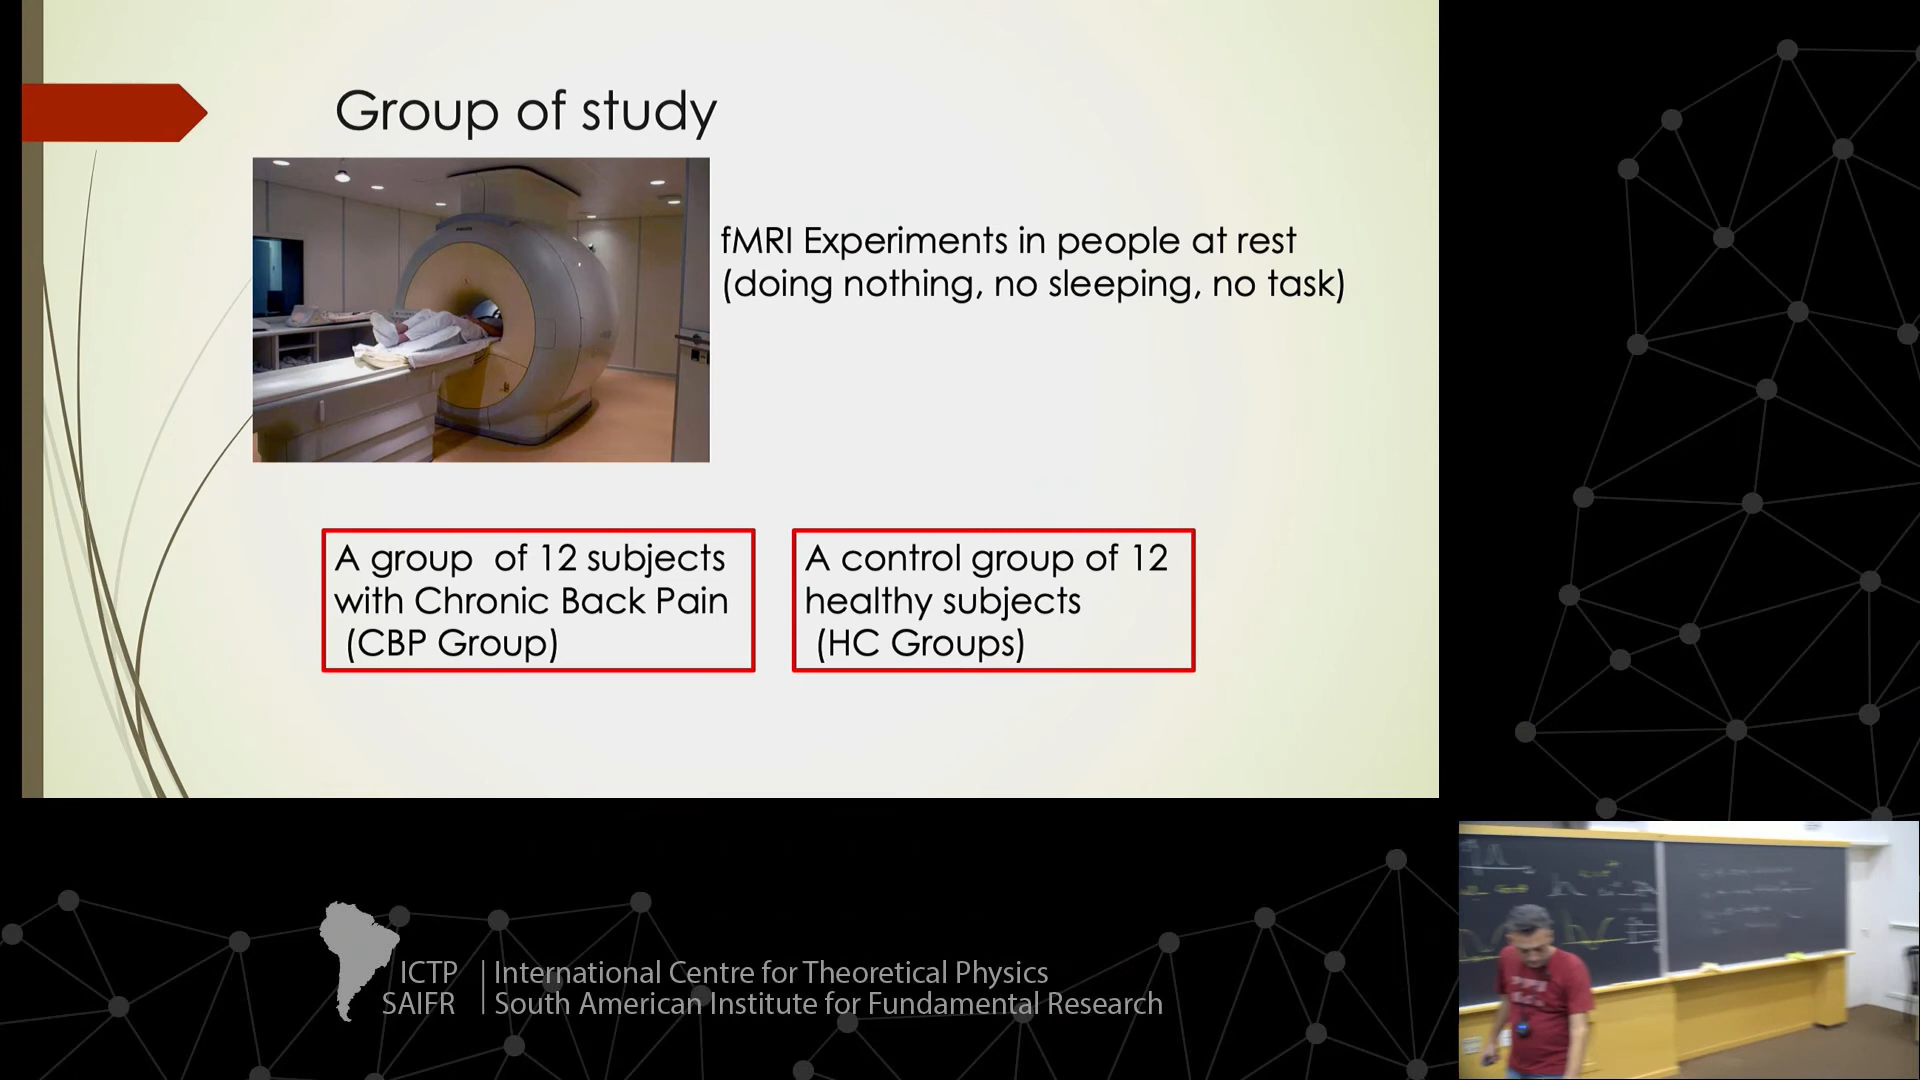 Group of study
fMRI Experiments in people at rest
(doing nothing, no sleeping, no task)
A group of 12 subjects
with Chronic Back Pain
(CBP Group)
A control group of 12
healthy subjects
(HC Groups)
ICTP
SAIFR
International Centre for Theoretical Physics
South American Institute for Fundamental Research